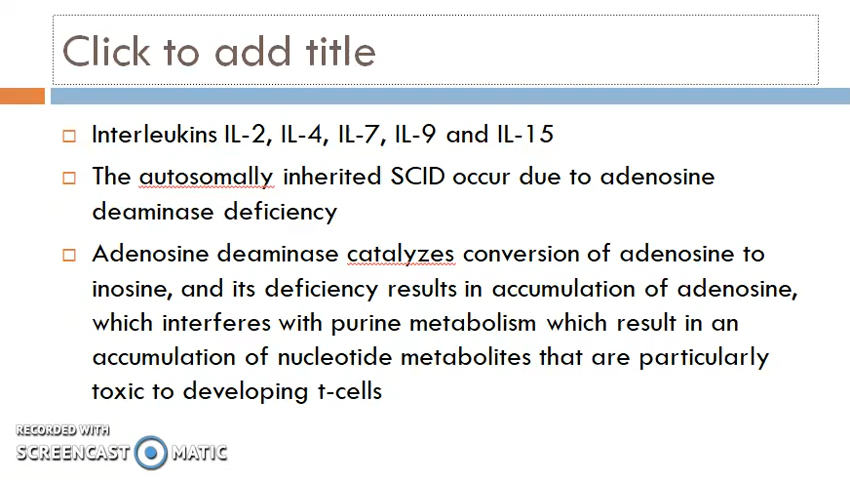 Click to add title
Interleukins IL-2, IL-4, IL-7, IL-9 and IL-15
The autosomally inherited SCID occur due to adenosine
deaminase deficiency
Adenosine deaminase catalyzes conversion of adenosine to
inosine, and its deficiency results in accumulation of adenosine,
which interferes with purine metabolism which result in an
accumulation of nucleotide metabolites that are particularly
toxic to developing t-cells
RECORDED WITH
SCREENCAST MATIC